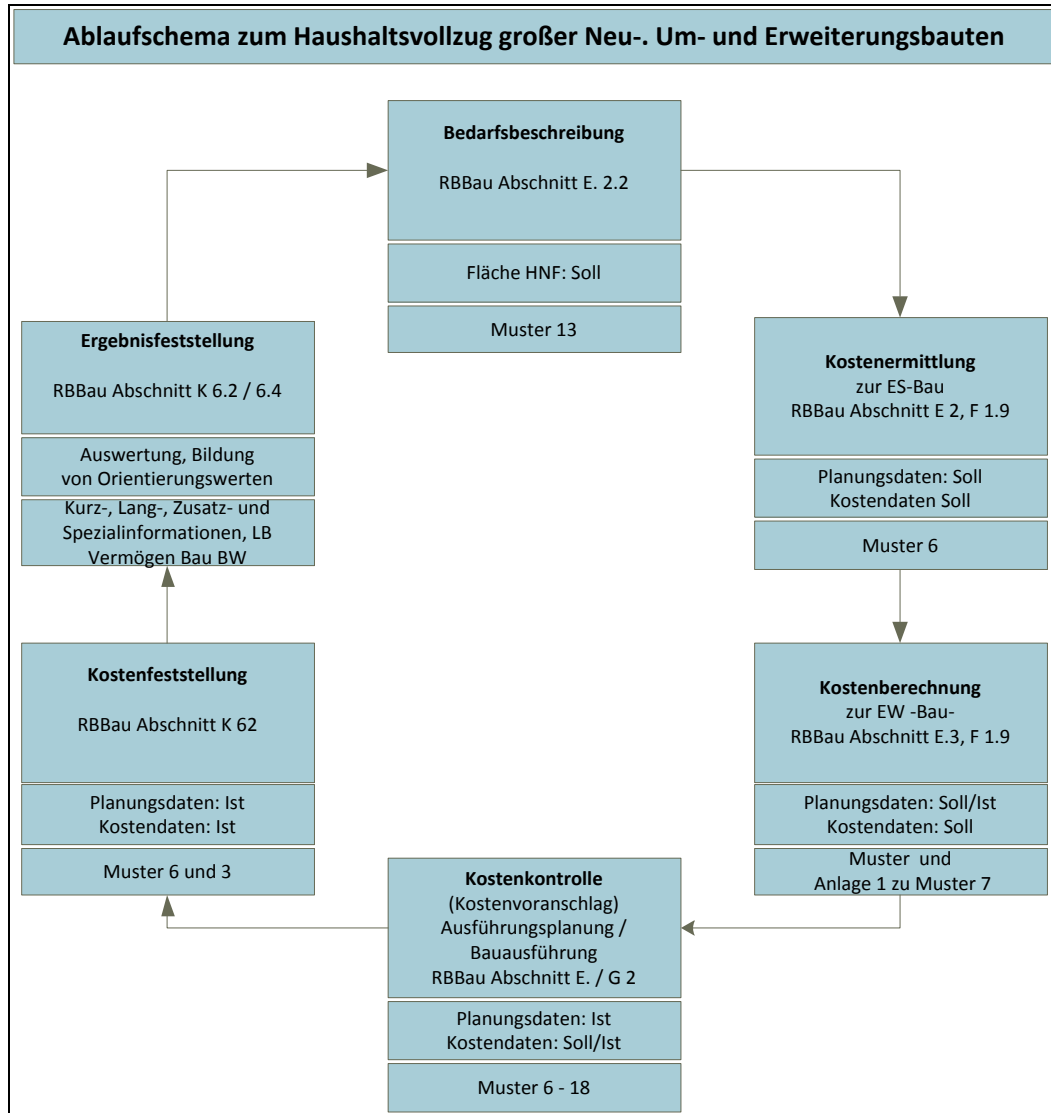 Ablaufschema zum Haushaltsvollzug großer Neu-. Um- und Erweiterungsbauten
Bedarfsbeschreibung
RBBau Abschnitt E. 2.2
Fläche HNF: Soll
Muster 13
Kostenermittlung
zur ES-Bau
RBBau Abschnitt E 2, F 1.9
Planungsdaten: Soll
Kostendaten Soll
Muster 6
Kostenberechnung
zur EW -Bau-
RBBau Abschnitt E.3, F 1.9
Planungsdaten: Soll/Ist
Kostendaten: Soll
Muster und
Anlage 1 zu Muster 7
Kostenkontrolle
(Kostenvoranschlag)
Ausführungsplanung /
Bauausführung
RBBau Abschnitt E. / G 2
Planungsdaten: Ist
Kostendaten: Soll/Ist
Muster 6 - 18
Kostenfeststellung
RBBau Abschnitt K 62
Planungsdaten: Ist
Kostendaten: Ist
Muster 6 und 3
Ergebnisfeststellung
RBBau Abschnitt K 6.2 / 6.4
Auswertung, Bildung
von Orientierungswerten
Kurz-, Lang-, Zusatz- und
Spezialinformationen, LB
Vermögen Bau BW